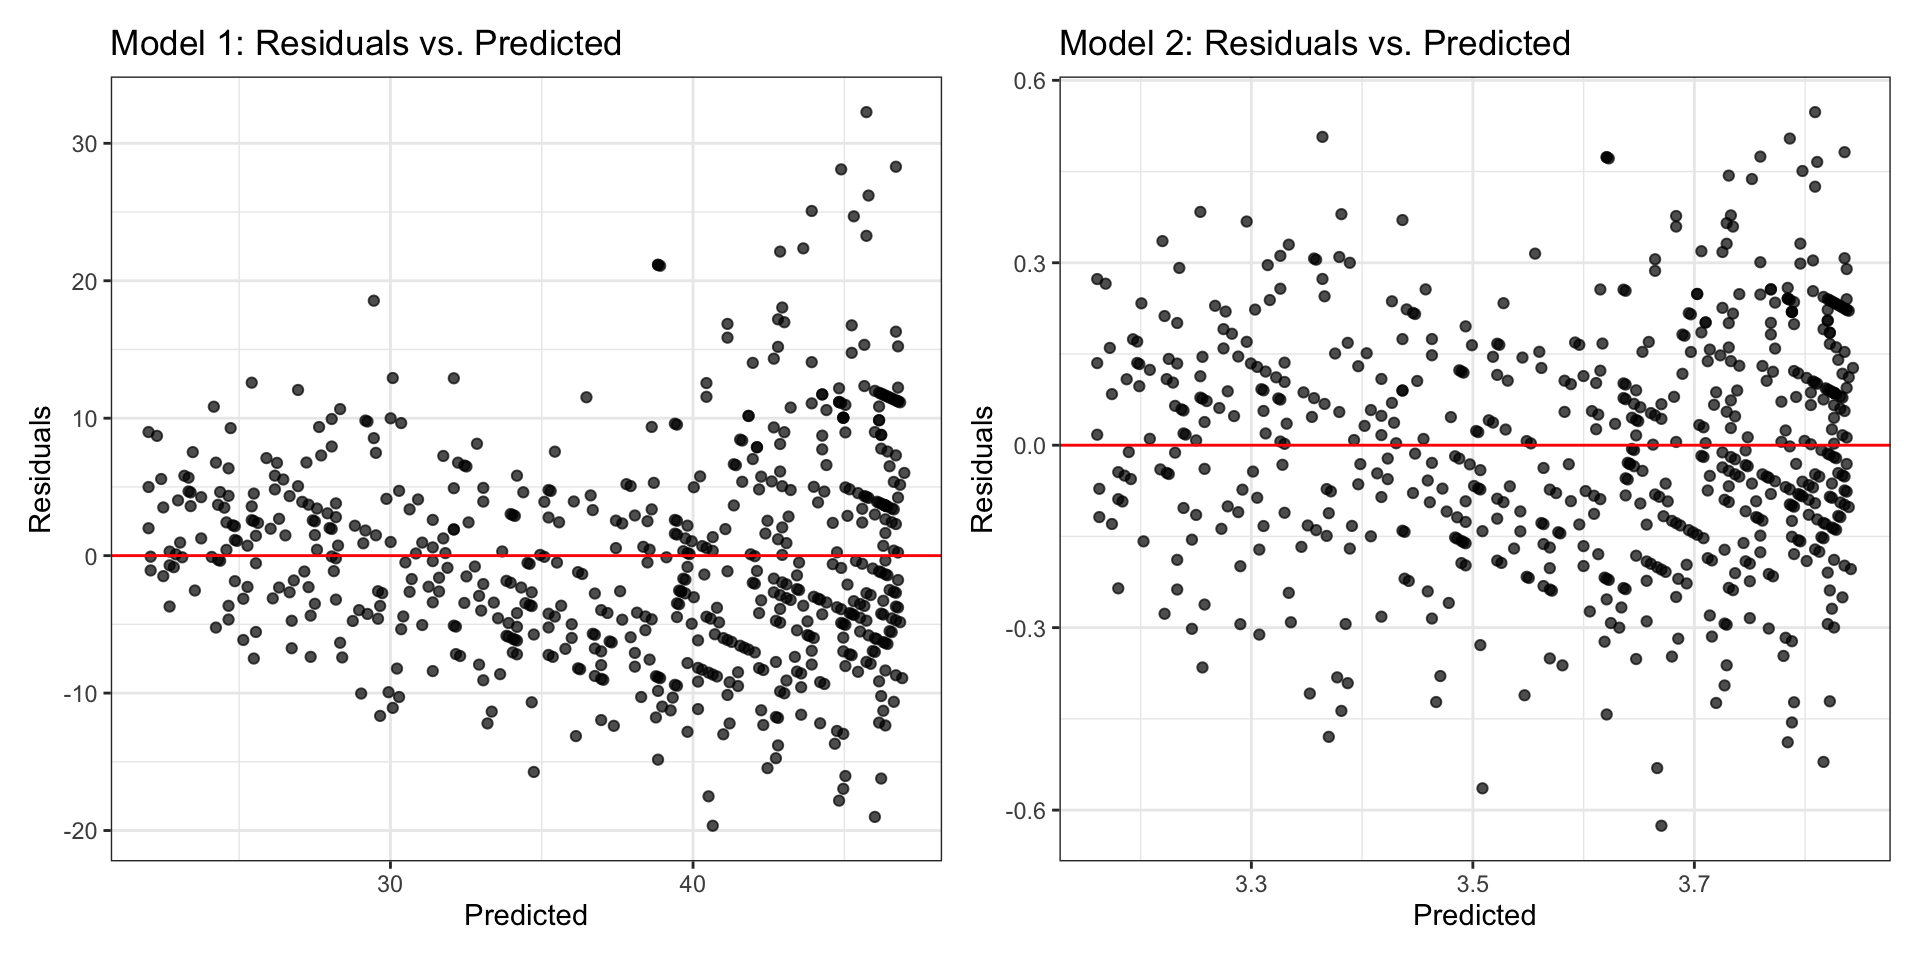 Model 1: Residuals vs. Predicted
Residuals
30
20
10
0
-10
-20
30
40
Predicted
Model 2: Residuals vs. Predicted
Residuals
0.6
0.3
0.0
-0.3
-0.6
3.3
3.5
3.7
Predicted